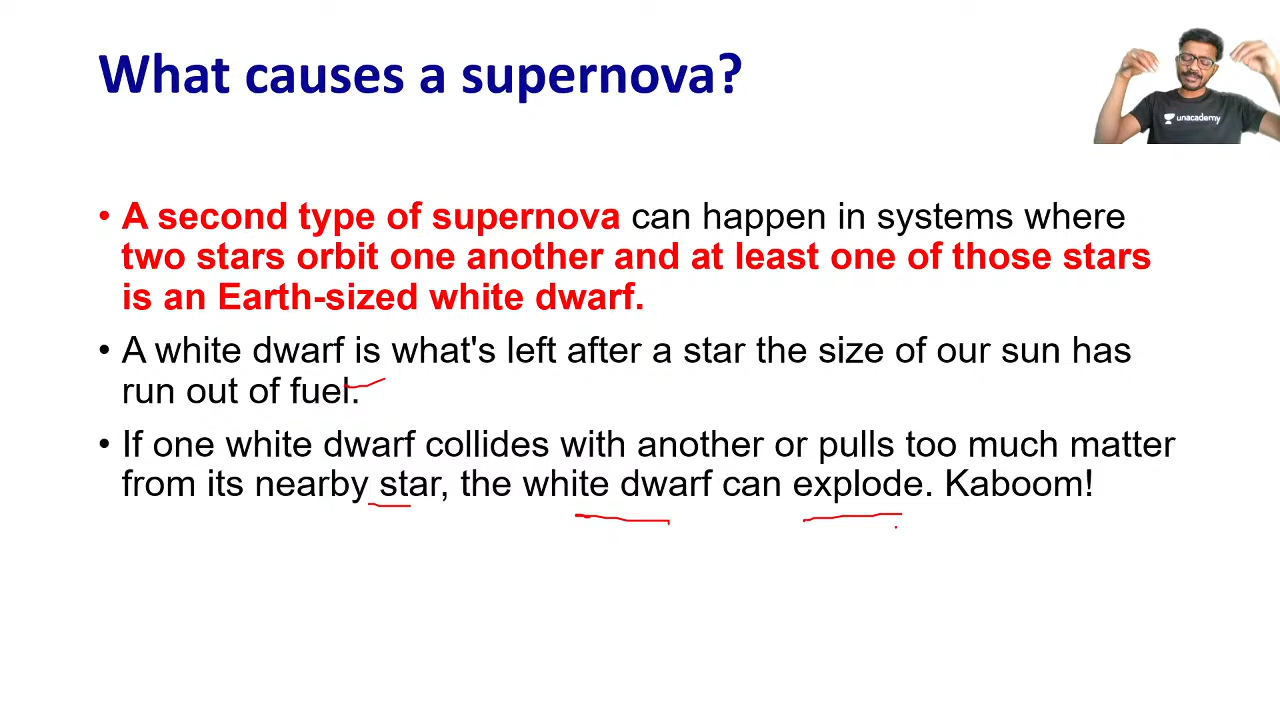 What causes a supernova?
unacademy
• A second type of supernova can happen in systems where
two stars orbit one another and at least one of those stars
is an Earth-sized white dwarf.
• A white dwarf is what's left after a star the size of our sun has
run out of fuel.
• If one white dwarf collides with another or pulls too much matter
from its nearby star, the white dwarf can explode. Kaboom!